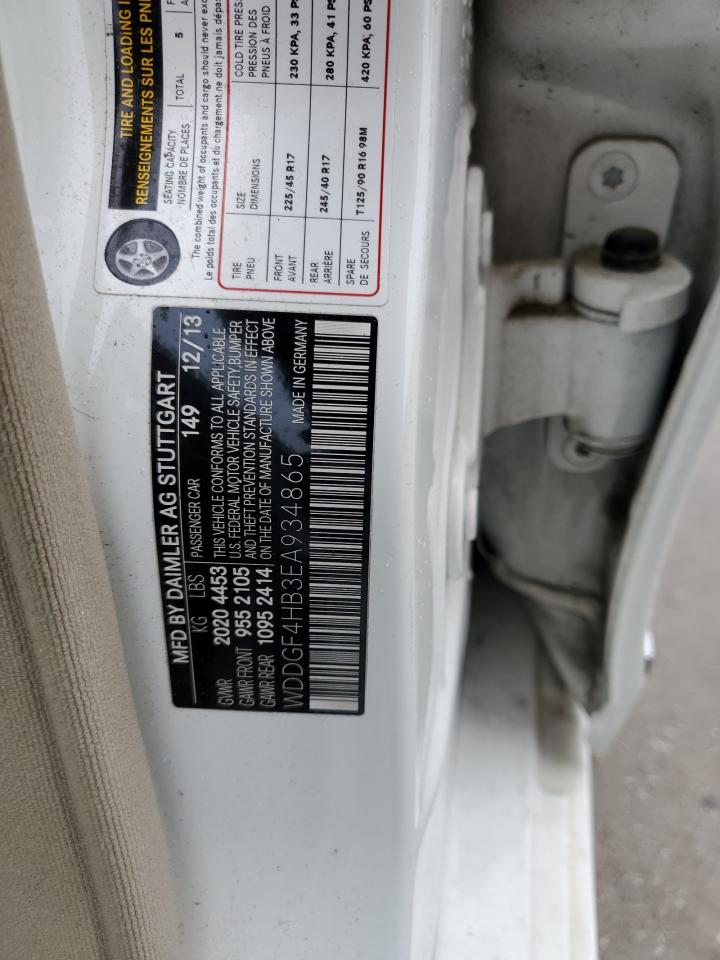 TIRE AND LOADING
RENSEIGNEMENTS SUR LES
SEATING CAPACITY
NOMBRE DE PLACES
TOTAL 5
The combined weight of occupants and cargo should never
Le poids total des occupants et du chargement ne doit jamais
TIRE
PNEU
SIZE
DIMENSIONS
COLD TIRE
PRESSION DES
PNEUS À FROID
FRONT
AVANT
225/45 R17
230 KPA, 33
REAR
ARRIÈRE
245/40 R17
280 KPA, 41
SPARE
DE SECOURS
T125/90 R16 98M
420 KPA, 60
MFD BY DAIMLER AG STUTTGART
KG LBS PASSENGER CAR 149 12/13
GVWR 2020 4453 THIS VEHICLE CONFORMS TO ALL APPLICABLE
GAWR FRONT 955 2105 U.S. FEDERAL MOTOR VEHICLE SAFETY,BUMPER
AND THEFT PREVENTION STANDARDS IN EFFECT
GAWR REAR 1095 2414 ON THE DATE OF MANUFACTURE SHOWN ABOVE
WDDGF4HB3EA934865 MADE IN GERMANY